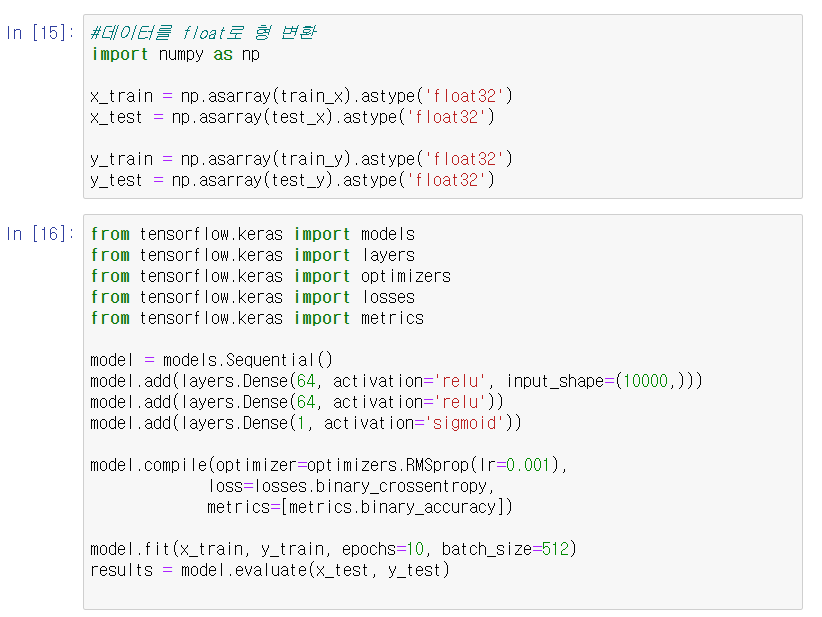 In [15]: #데이터를 float로 형 변환
import numpy as np
x_train = np.asarray(train_x).astype('float32')
x_test = np.asarray(test_x).astype('float32')
y_train = np.asarray(train_y).astype('float32')
y_test = np.asarray(test_y).astype('float32')
In [16]: from tensorflow.keras import models
from tensorflow.keras import layers
from tensorflow.keras import optimizers
from tensorflow.keras import losses
from tensorflow.keras import metrics
model = models.Sequential()
model.add(layers.Dense(64, activation='relu', input_shape=(10000,)))
model.add(layers.Dense(64, activation='relu'))
model.add(layers.Dense(1, activation='sigmoid'))
model.compile(optimizer=optimizers.RMSprop(lr=0.001),
loss=losses.binary_crossentropy,
metrics=[metrics.binary_accuracy])
model.fit(x_train, y_train, epochs=10, batch_size=512)
results = model.evaluate(x_test, y_test)